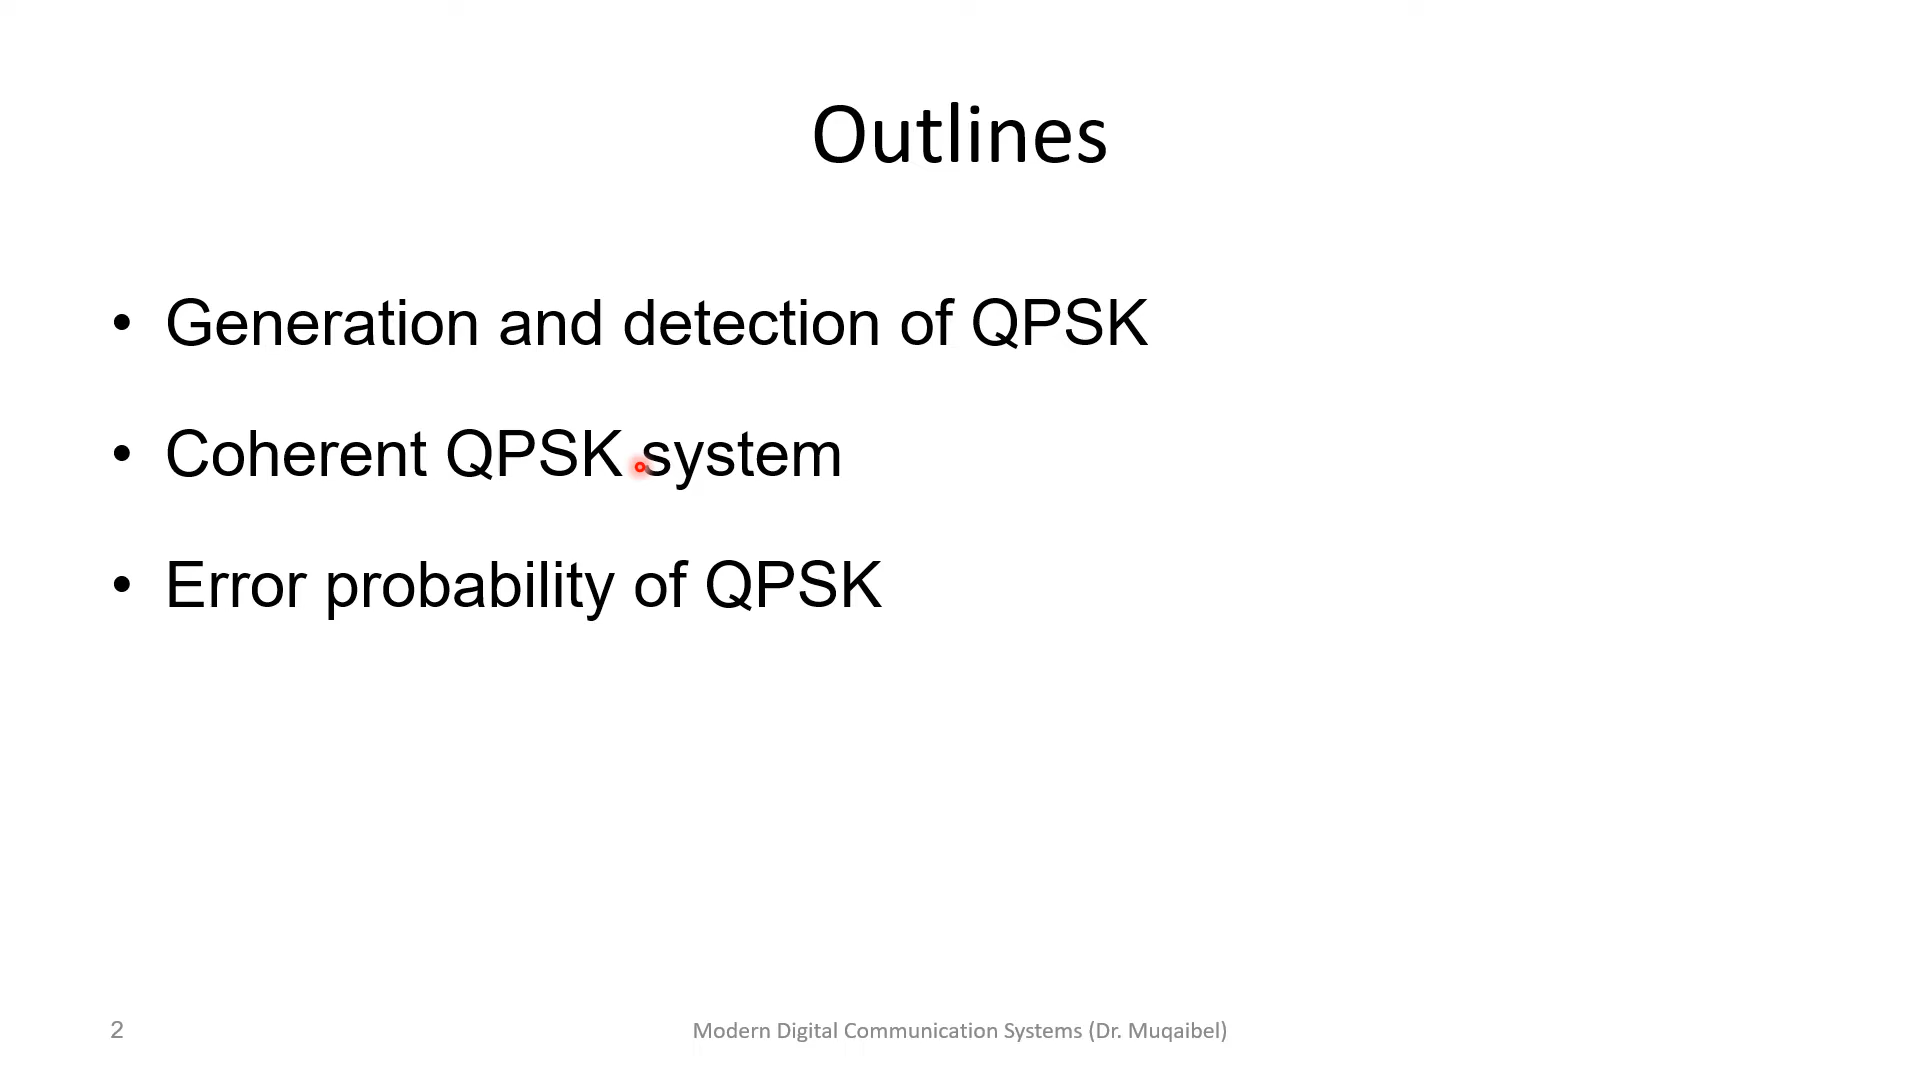 Outlines
• Generation and detection of QPSK
• Coherent QPSK system
• Error probability of QPSK
2
Modern Digital Communication Systems (Dr. Muqaibel)